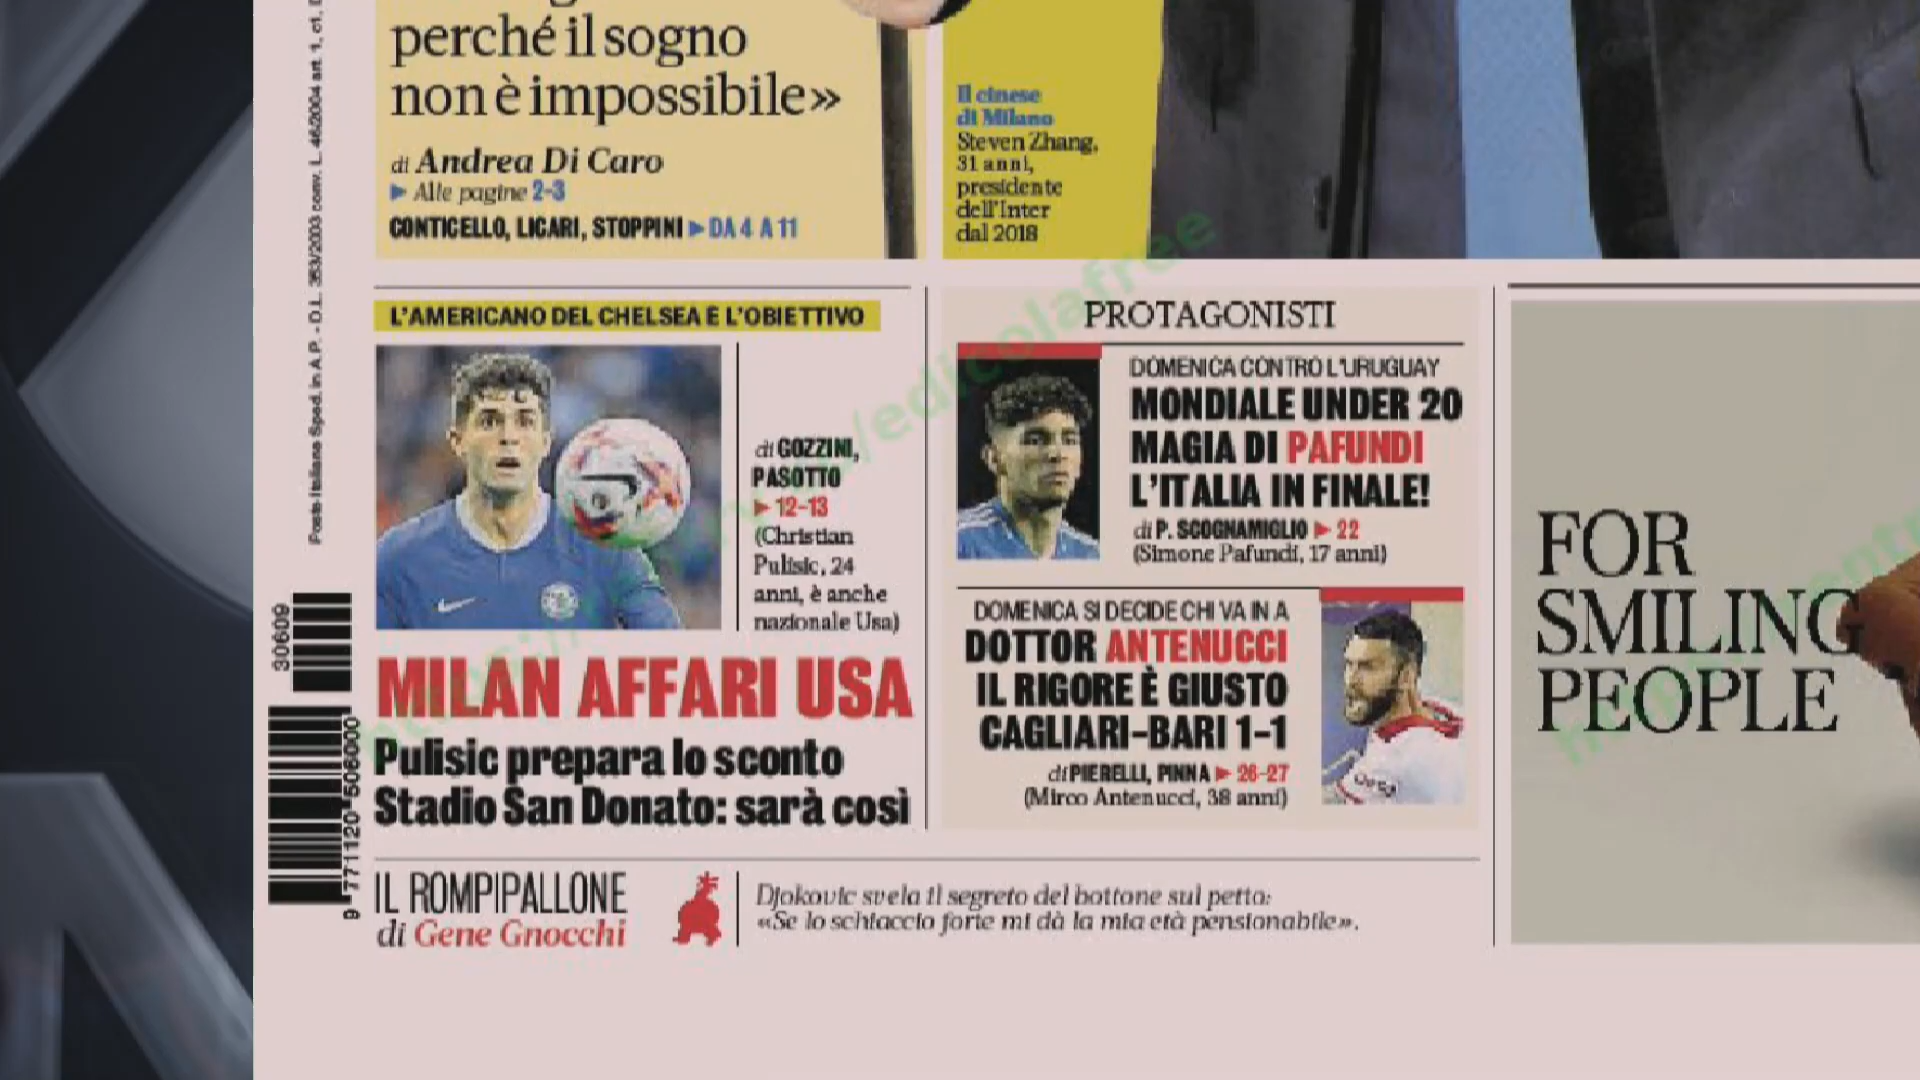 perché il sogno
non è impossibile»
di Andrea Di Caro
Alle pagine 2-3
CONTICELLO, LICARI, STOPPINI DA 4 A 11
Il cinese
di Milano
Steven Zhang,
31 anni,
presidente
dell'Inter
dal 2018
Poste Italiane Sped. in A.P. - D.L. 353/2003 conv. L. 46/2004 art. 1, c1,
L'AMERICANO DEL CHELSEA È L'OBIETTIVO
di GOZZINI,
PASOTTO
12-13
(Christian
Pulisic, 24
anni, è anche
nazionale Usa)
MILAN AFFARI USA
Pulisic prepara lo sconto
Stadio San Donato: sarà così
PROTAGONISTI
DOMENICA CONTRO L'URUGUAY
MONDIALE UNDER 20
MAGIA DI PAFUNDI
L'ITALIA IN FINALE!
di P. SCOGNAMIGLIO 22
(Simone Pafundi, 17 anni)
DOMENICA SI DECIDE CHI VA IN A
DOTTOR ANTENUCCI
IL RIGORE È GIUSTO
CAGLIARI-BARI 1-1
di PIERELLI, PINNA 26-27
(Mirco Antenucci, 38 anni)
FOR
SMILING
PEOPLE
30609
9 771120 506000
IL ROMPIPALLONE
di Gene Gnocchi
Djokovic svela il segreto del bottone sul petto:
«Se lo schiaccio forte mi dà la mia età pensionabile».